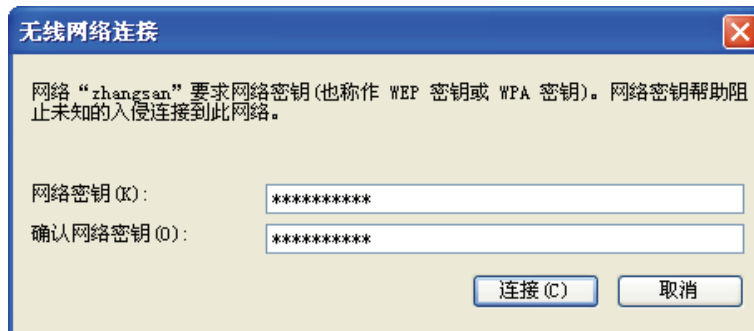 无线网络连接
网络“zhangsan”要求网络密钥(也称作 WEP 密钥或 WPA 密钥)。网络密钥帮助阻
止未知的入侵连接到此网络。
网络密钥(K): **********
确认网络密钥(O): **********
连接(C) 取消